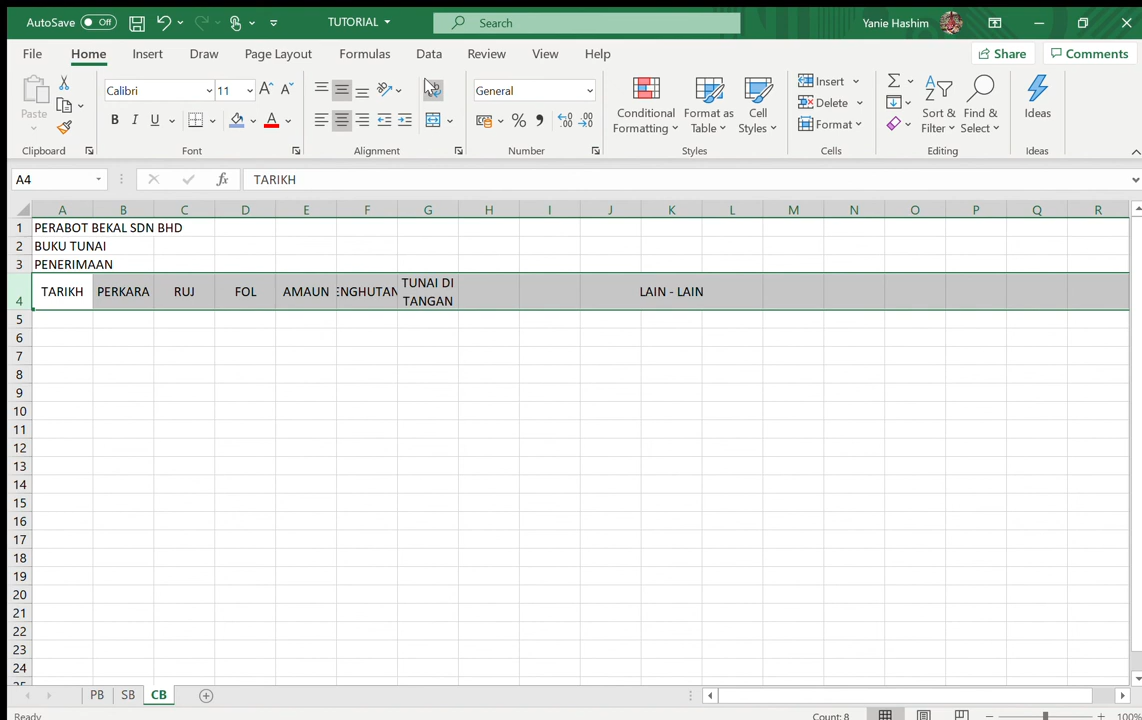 AutoSave Off TUTORIAL Search Yanie Hashim
File Home Insert Draw Page Layout Formulas Data Review View Help Share Comments
Paste Calibri 11 General Conditional Formatting Format as Table Cell Styles Insert Delete Format Sort & Filter Find & Select Ideas
Clipboard Font Alignment Number Styles Cells Editing Ideas
A4 fx TARIKH
A B C D E F G H I J K L M N O P Q R
1 PERABOT BEKAL SDN BHD
2 BUKU TUNAI
3 PENERIMAAN
4 TARIKH PERKARA RUJ FOL AMAUN ENGHUTAN TUNAI DI TANGAN LAIN - LAIN
5
6
7
8
9
10
11
12
13
14
15
16
17
18
19
20
21
22
23
24
PB SB CB
Ready Count: 8 100%